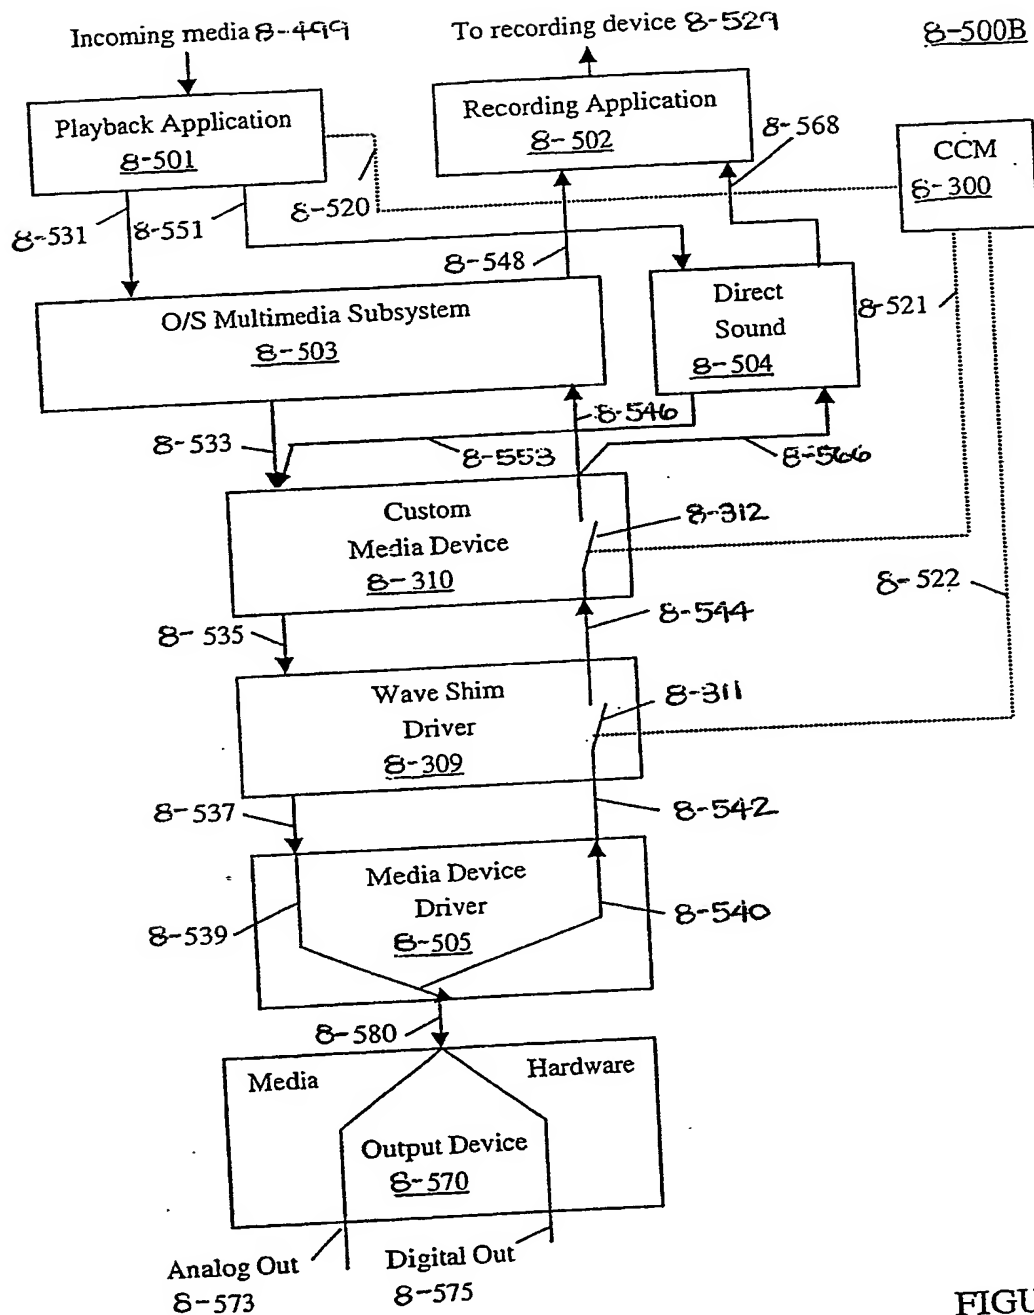 Incoming media 8-499
To recording device 8-529
8-500B
Playback Application
8-501
Recording Application
8-502
8-568
CCM
8-300
8-531
8-551
8-520
8-548
O/S Multimedia Subsystem
8-503
Direct
Sound
8-504
8-521
8-533
8-553
8-546
8-566
Custom
Media Device
8-310
8-312
8-522
8-535
8-544
Wave Shim
Driver
8-309
8-311
8-537
8-542
Media Device
Driver
8-505
8-539
8-540
8-580
Media
Hardware
Output Device
8-570
Analog Out
8-573
Digital Out
8-575
FIGU